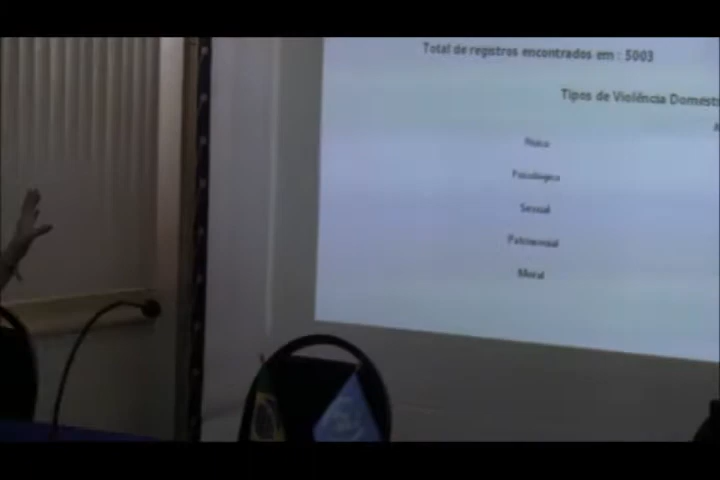 Total de registros encontrados em : 5003
Tipos de Violência Domest
Física
Psicológica
Sexual
Patrimonial
Moral